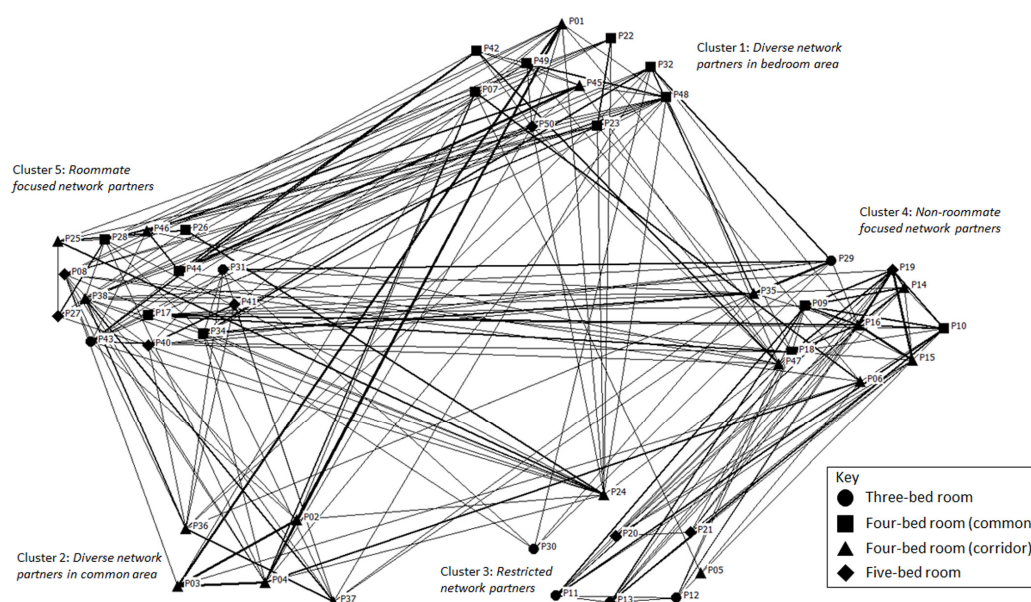 P01
P22
P42
P49
P32
Cluster 1: Diverse network
partners in bedroom area
P45
P07
P48
P50
P23
Cluster 5: Roommate
focused network partners
Cluster 4: Non-roommate
focused network partners
P25
P28
P46
P26
P44
P31
P08
P29
P19
P14
P38
P41
P35
P27
P17
P09
P16
P10
P43
P34
P40
P18
P47
P15
P06
P24
P36
P02
P20
P21
P30
Cluster 2: Diverse network
partners in common area
P03
P04
P37
Cluster 3: Restricted
network partners
P05
P11
P13
P12
Key
Three-bed room
Four-bed room (common
Four-bed room (corridor)
Five-bed room